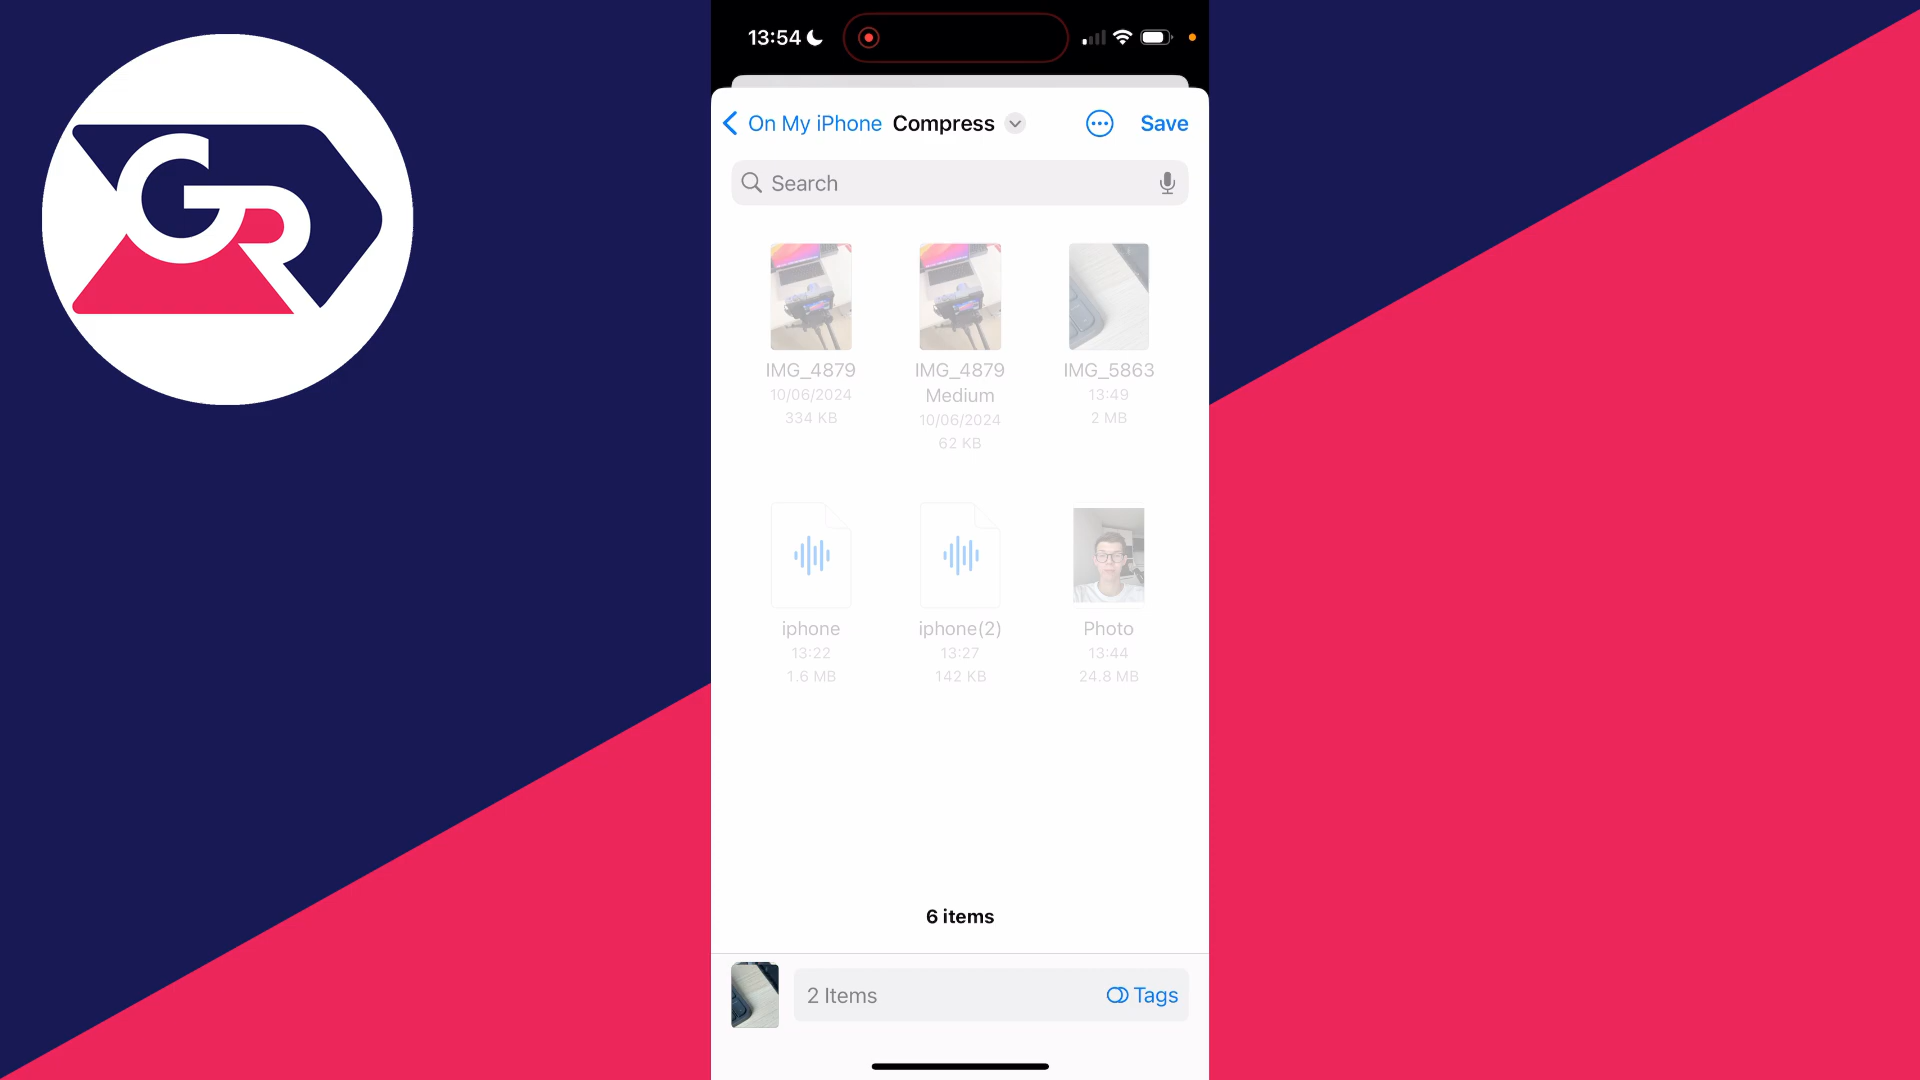 GR
13:54
On My iPhone Compress Save
Search
IMG_4879
10/06/2024
334 KB
IMG_4879
Medium
10/06/2024
62 KB
IMG_5863
13:49
2 MB
iphone
13:22
1.6 MB
iphone(2)
13:27
142 KB
Photo
13:44
24.8 MB
6 items
2 Items
Tags